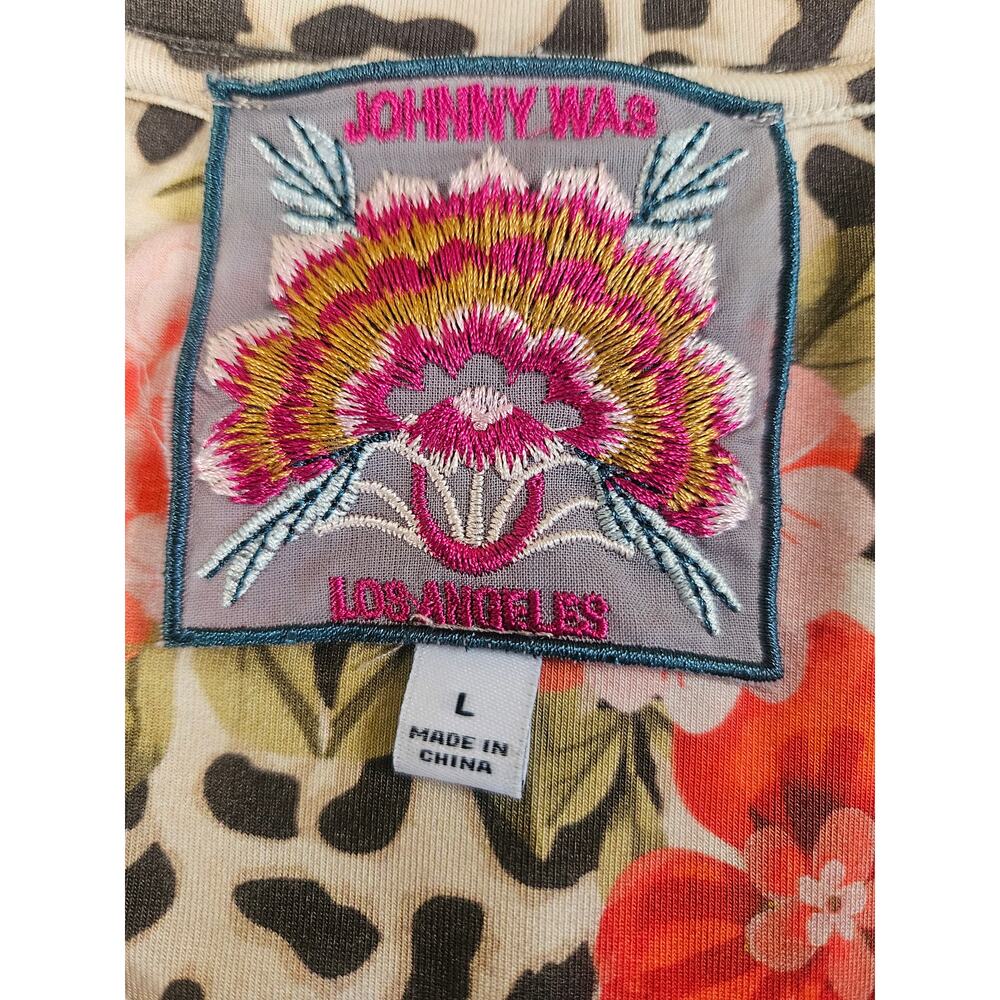 JOHNNY WAS
LOS ANGELES
L
MADE IN
CHINA